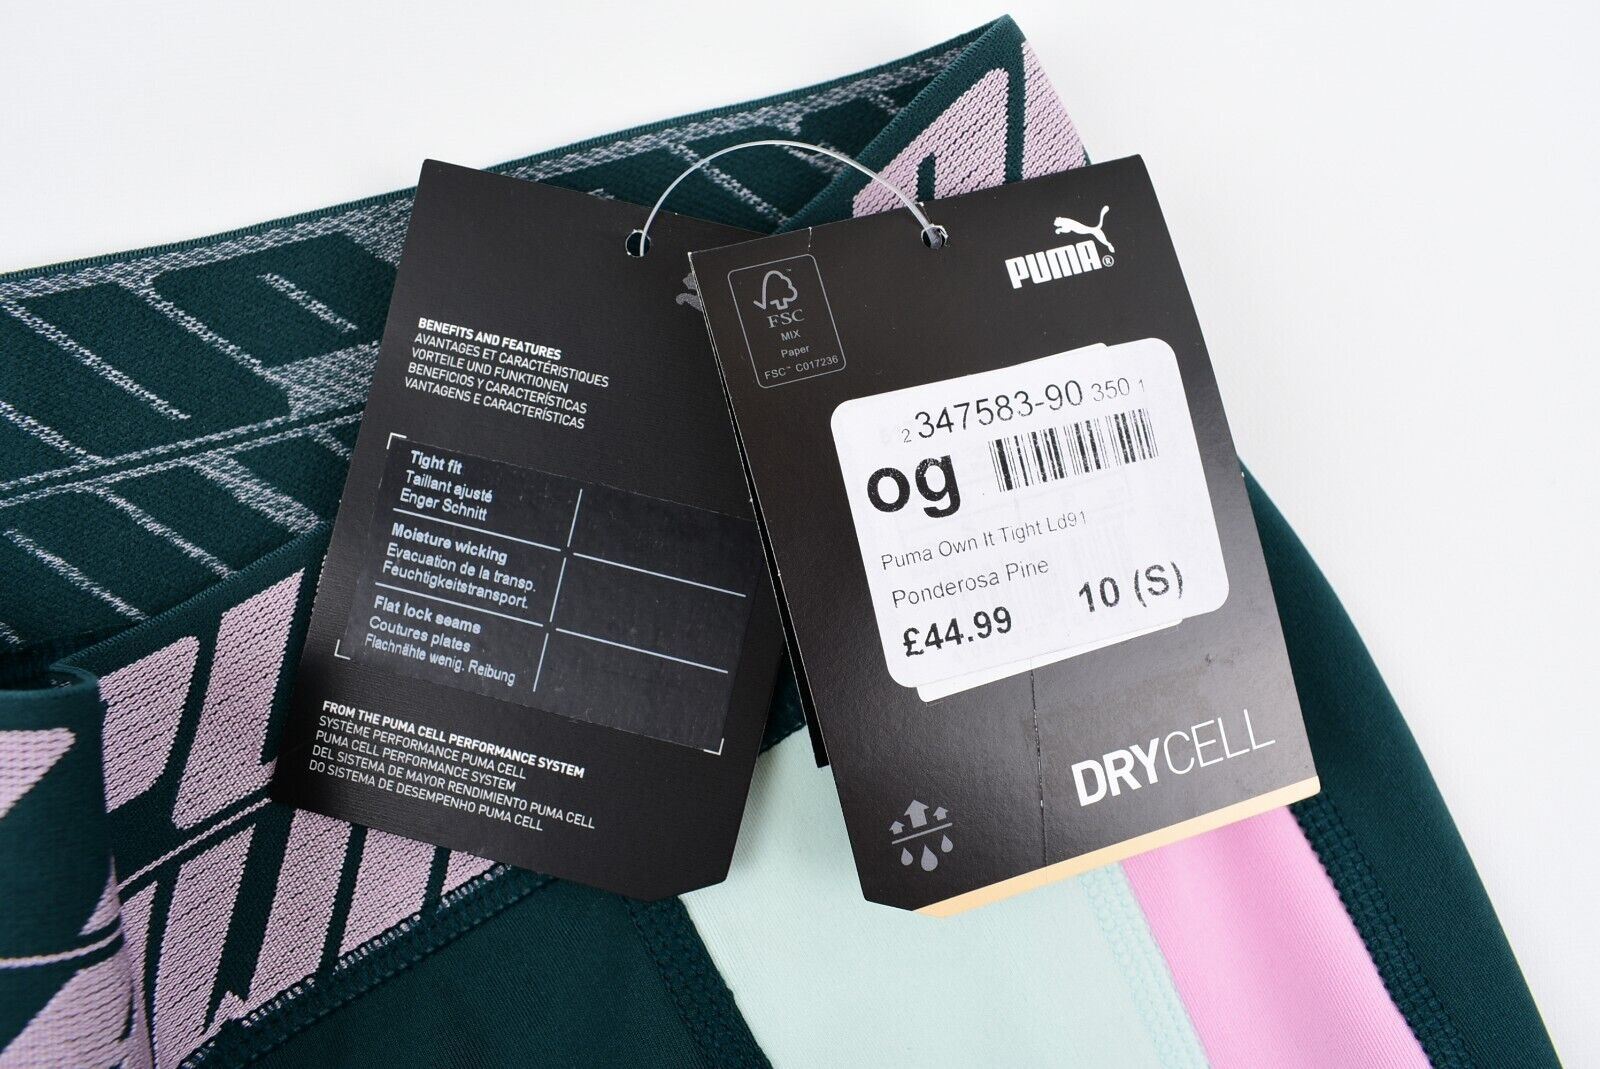 BENEFITS AND FEATURES
AVANTAGES ET CARACTÉRISTIQUES
VORTEILE UND FUNKTIONEN
BENEFICIOS Y CARACTERÍSTICAS
VANTAGENS E CARACTERÍSTICAS
Tight fit
Taillant ajusté
Enger Schnitt
Moisture wicking
Evacuation de la transp.
Feuchtigkeitstransport.
Flat lock seams
Coutures plates
Flachnähte wenig. Reibung
FROM THE PUMA CELL PERFORMANCE SYSTEM
SYSTÈME PERFORMANCE PUMA CELL
PUMA CELL PERFORMANCE SYSTEM
DEL SISTEMA DE MAYOR RENDIMIENTO PUMA CELL
DO SISTEMA DE DESEMPENHO PUMA CELL
FSC
MIX
Paper
FSC™ C017236
PUMA®
2 347583-90 350 1
og
Puma Own It Tight Ld91
Ponderosa Pine
£44.99 10 (S)
DRYCELL